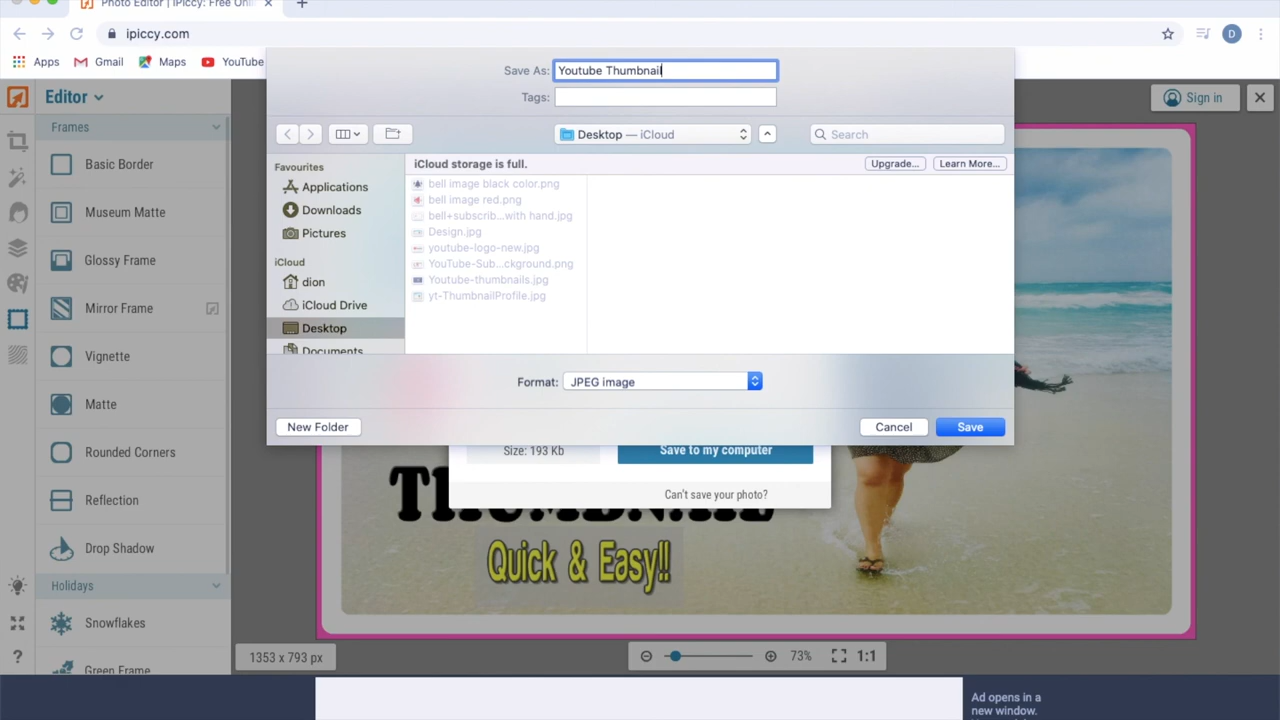 Photo Editor | iPiccy: Free Onli
ipiccy.com
D
Apps
Gmail
Maps
YouTube
Save As:
Youtube Thumbnail
Tags:
Desktop — iCloud
Search
Editor
Sign in
Frames
Basic Border
Museum Matte
Glossy Frame
Mirror Frame
Vignette
Matte
Rounded Corners
Reflection
Drop Shadow
Holidays
Snowflakes
Green Frame
Favourites
Applications
Downloads
Pictures
iCloud
dion
iCloud Drive
Desktop
Documents
iCloud storage is full.
Upgrade...
Learn More...
bell image black color.png
bell image red.png
bell+subscrib...with hand.jpg
Design.jpg
youtube-logo-new.jpg
YouTube-Sub...ckground.png
Youtube-thumbnails.jpg
yt-ThumbnailProfile.jpg
Format:
JPEG image
New Folder
Cancel
Save
Size: 193 Kb
Save to my computer
Can't save your photo?
THUMBNAIL
Quick & Easy!!
1353 x 793 px
73%
1:1
?
Ad opens in a
new window.